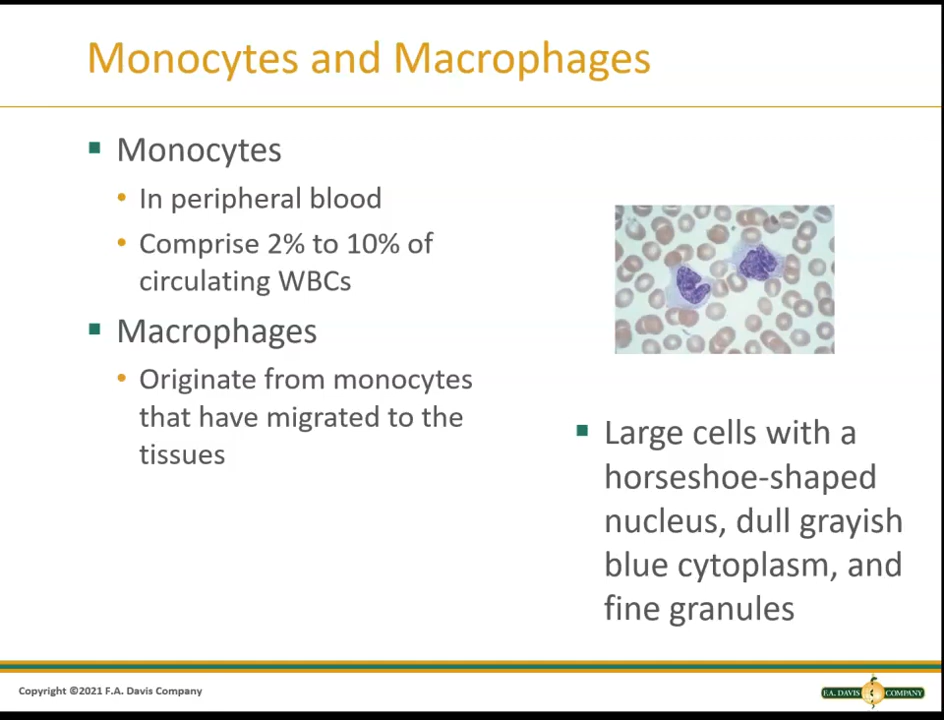 Monocytes and Macrophages
▪ Monocytes
• In peripheral blood
• Comprise 2% to 10% of
circulating WBCs
▪ Macrophages
• Originate from monocytes
that have migrated to the
tissues
▪ Large cells with a
horseshoe-shaped
nucleus, dull grayish
blue cytoplasm, and
fine granules
Copyright ©2021 F.A. Davis Company
F.A. DAVIS COMPANY